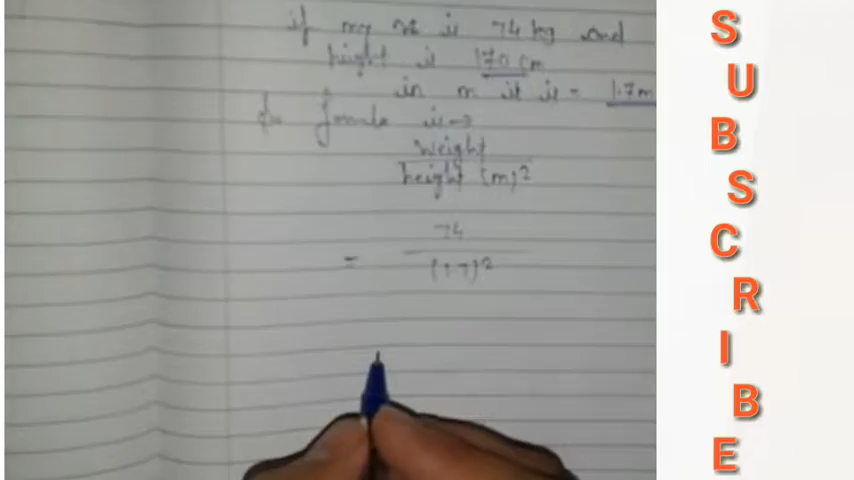 if my wt is 74 kg and
height is 170 cm
in m it is = 1.7m
formula is →
weight
height (m)²
= 74
(1.7)²
S
U
B
S
C
R
I
B
E